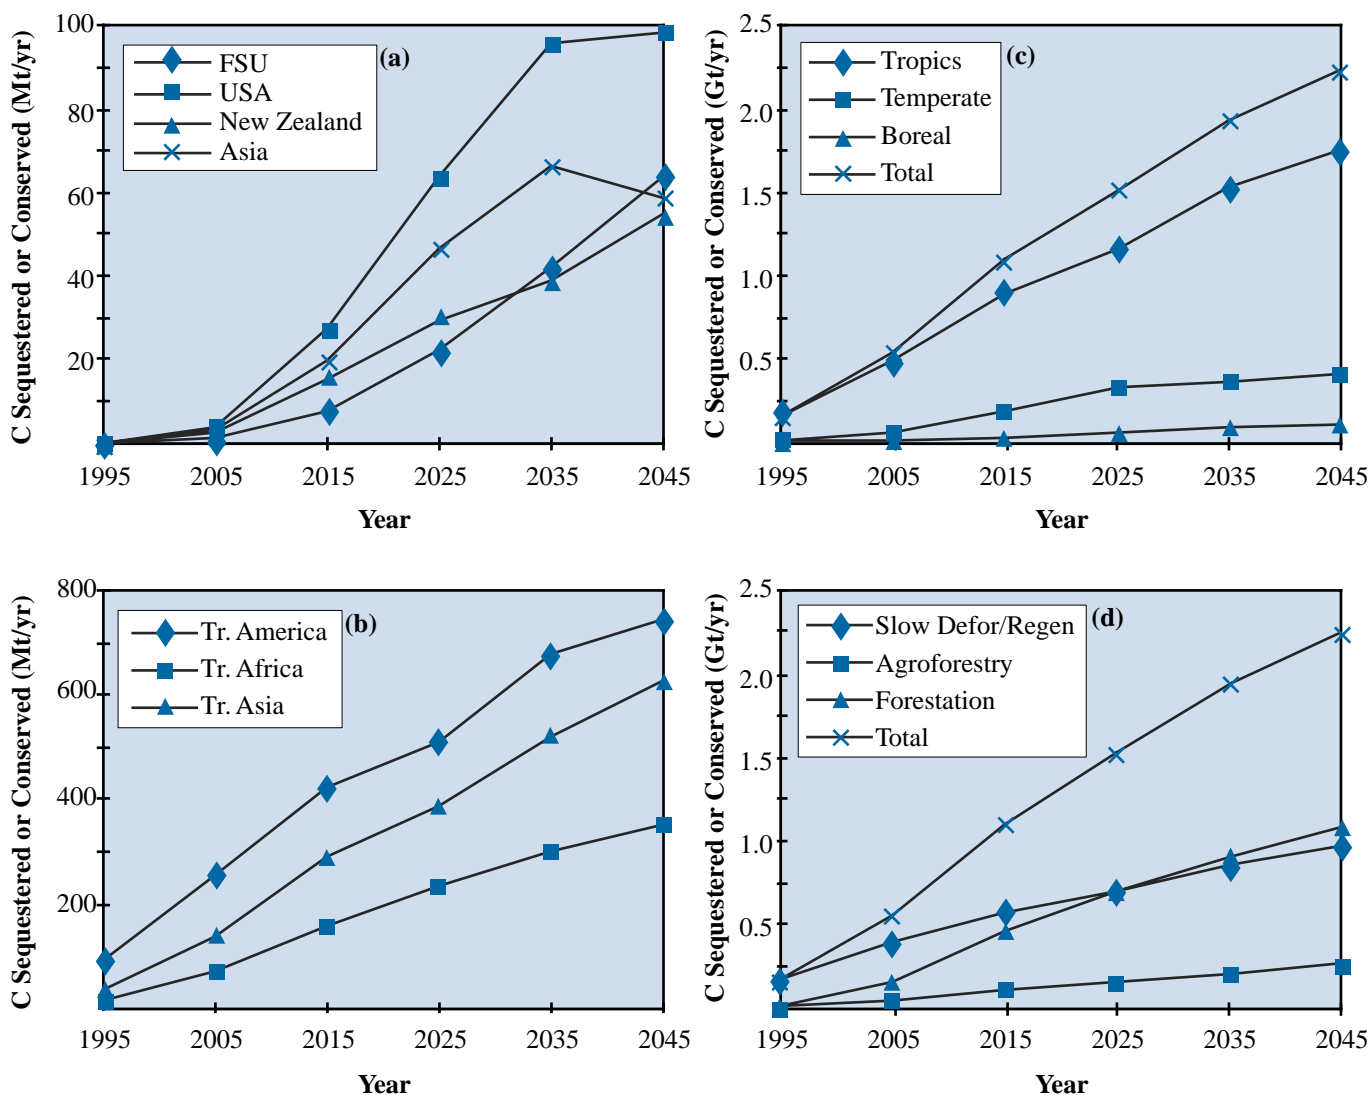 C Sequestered or Conserved (Mt/yr)
100
80
60
40
20
FSU
USA
New Zealand
Asia
(a)
1995 2005 2015 2025 2035 2045
Year
C Sequestered or Conserved (Gt/yr)
2.5
2.0
1.5
1.0
0.5
Tropics
Temperate
Boreal
Total
(c)
1995 2005 2015 2025 2035 2045
Year
C Sequestered or Conserved (Mt/yr)
800
600
400
200
Tr. America
Tr. Africa
Tr. Asia
(b)
1995 2005 2015 2025 2035 2045
Year
C Sequestered or Conserved (Gt/yr)
2.5
2.0
1.5
1.0
0.5
Slow Defor/Regen
Agroforestry
Forestation
Total
(d)
1995 2005 2015 2025 2035 2045
Year